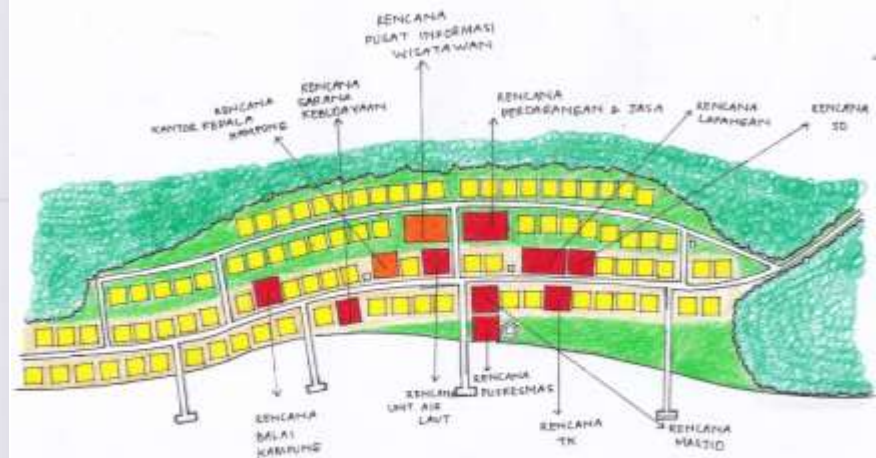 RENCANA
PUSAT INFORMASI
WISATAWAN
RENCANA
SARANA
KEBUDAYAAN
RENCANA
KANTOR KEPALA
KAMPUNG
RENCANA
PERDAGANGAN & JASA
RENCANA
LAPANGAN
RENCANA
SD
RENCANA
BALAI
KAMPUNG
RENCANA
UNIT AIR
LAUT
RENCANA
PUSKESMAS
RENCANA
TK
RENCANA
MASJID